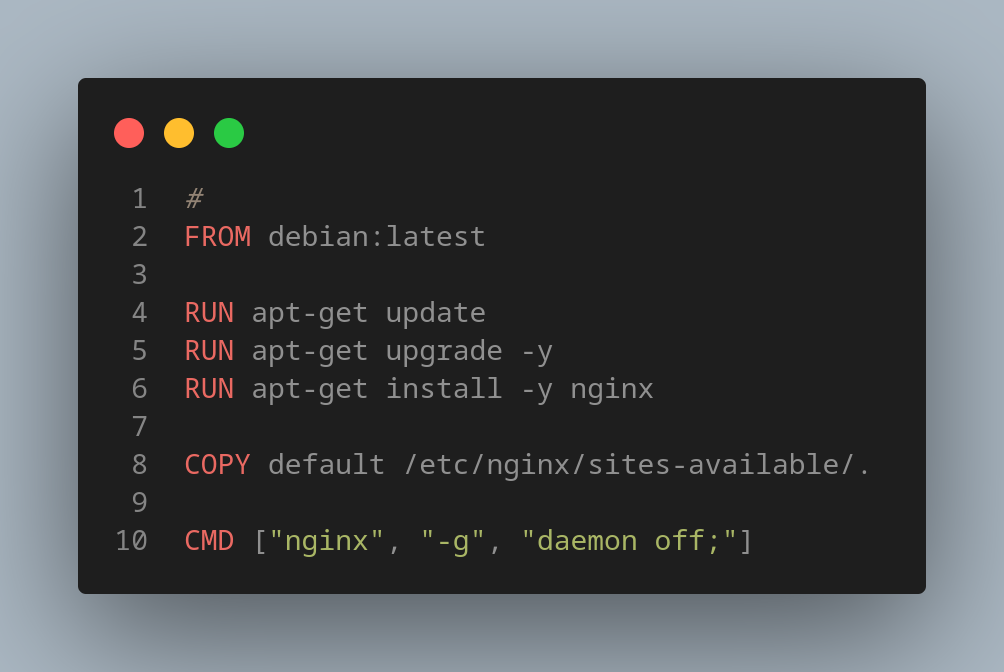 1 #
2 FROM debian:latest
3
4 RUN apt-get update
5 RUN apt-get upgrade -y
6 RUN apt-get install -y nginx
7
8 COPY default /etc/nginx/sites-available/.
9
10 CMD ["nginx", "-g", "daemon off;"]